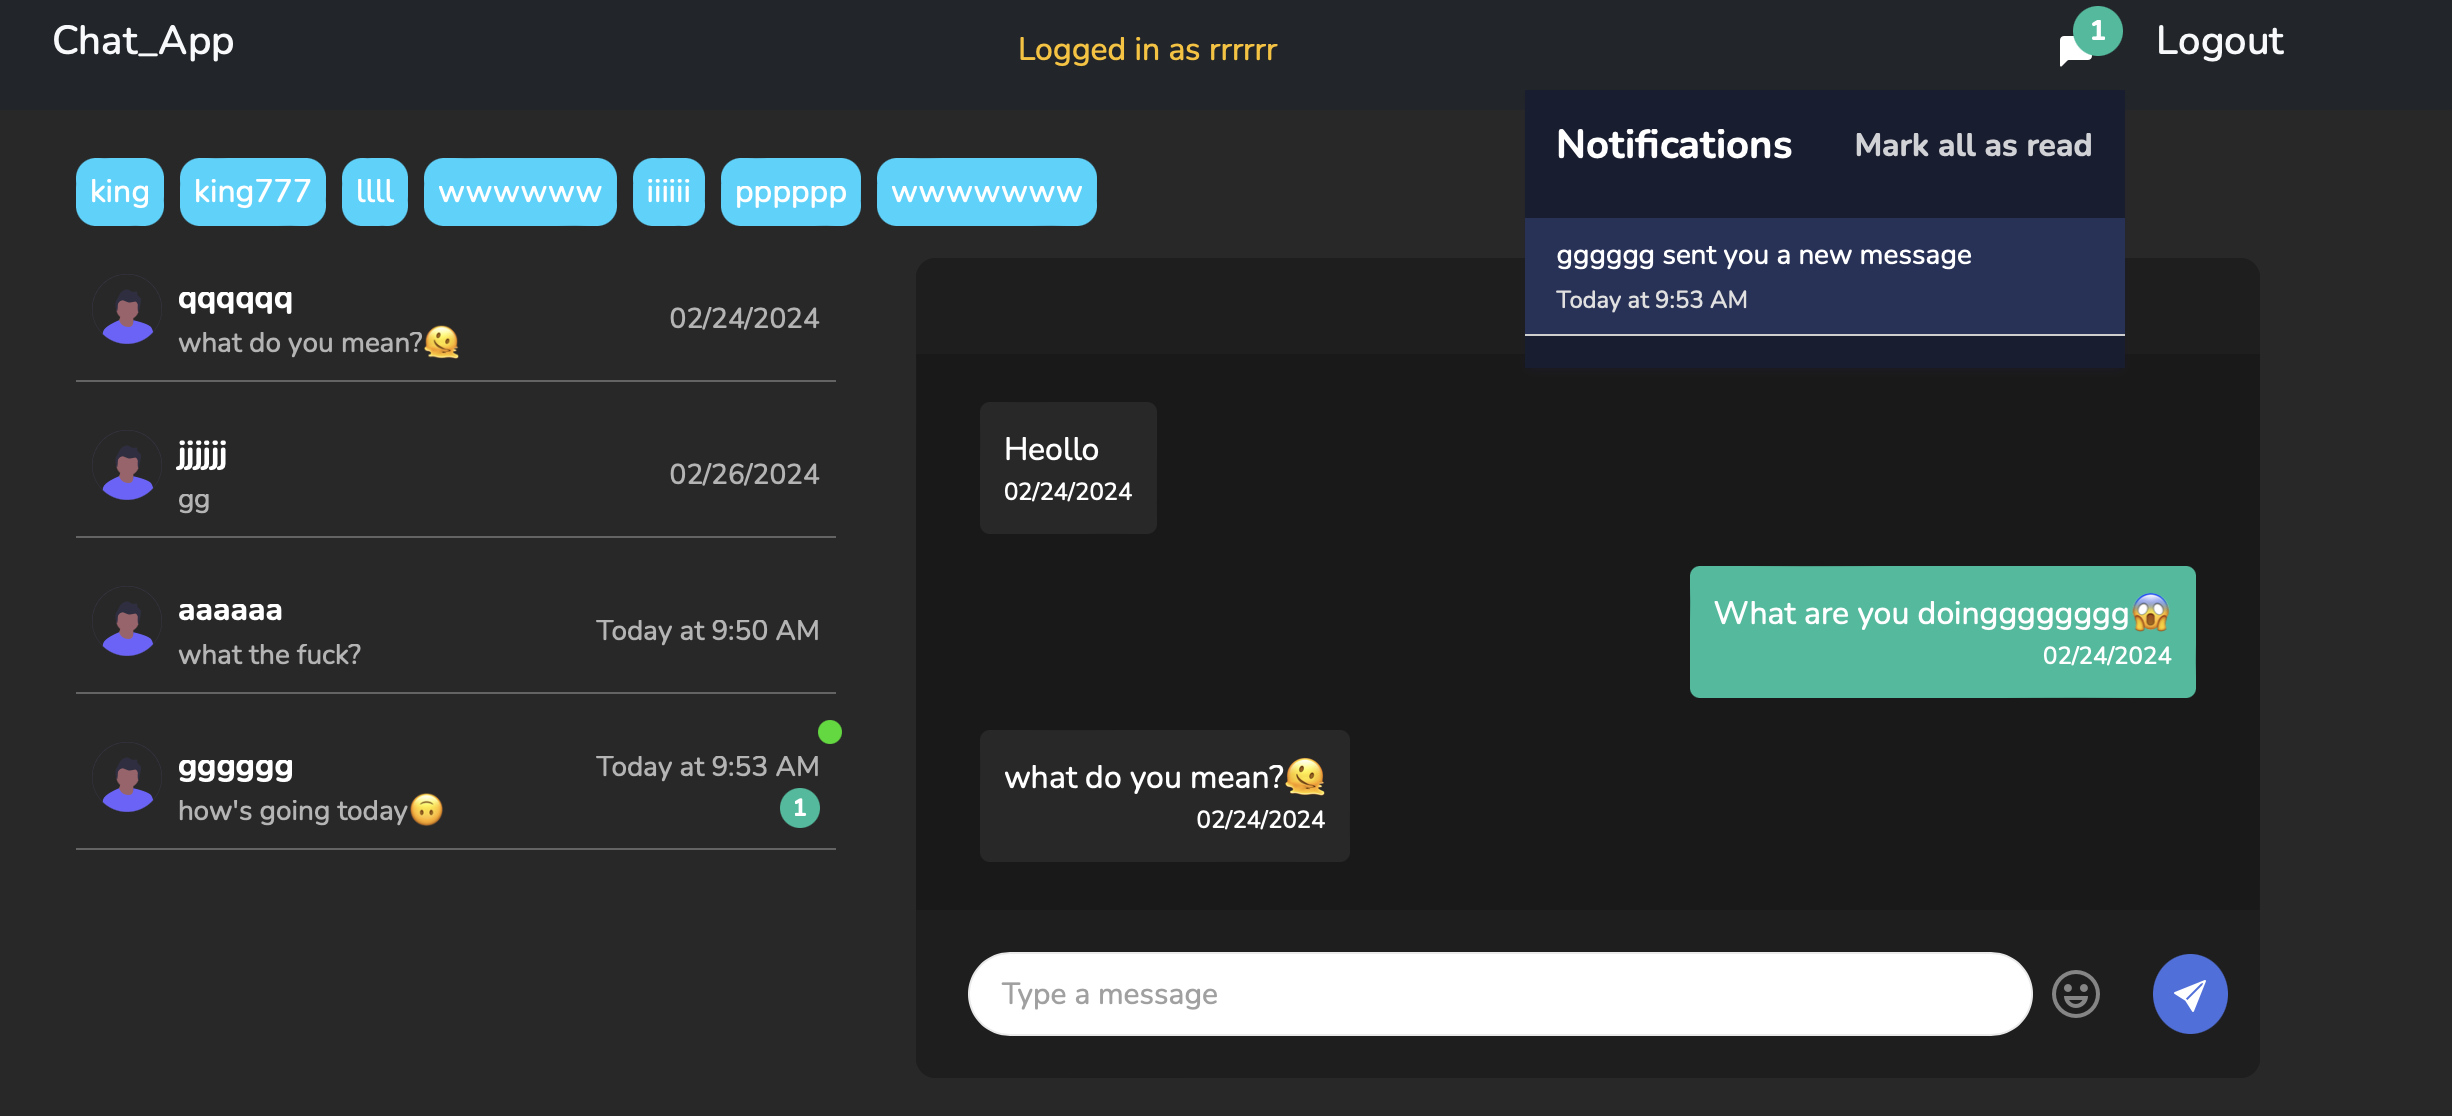 Chat_App
Logged in as rrrrrr
1
Logout
Notifications
Mark all as read
gggggg sent you a new message
Today at 9:53 AM
king
king777
llll
wwwwww
iiiiii
pppppp
wwwwwww
qqqqqq
02/24/2024
what do you mean?🫠
jjjjjj
02/26/2024
gg
aaaaaa
Today at 9:50 AM
what the fuck?
gggggg
Today at 9:53 AM
how's going today🙃
1
Heollo
02/24/2024
What are you doingggggggg😱
02/24/2024
what do you mean?🫠
02/24/2024
Type a message